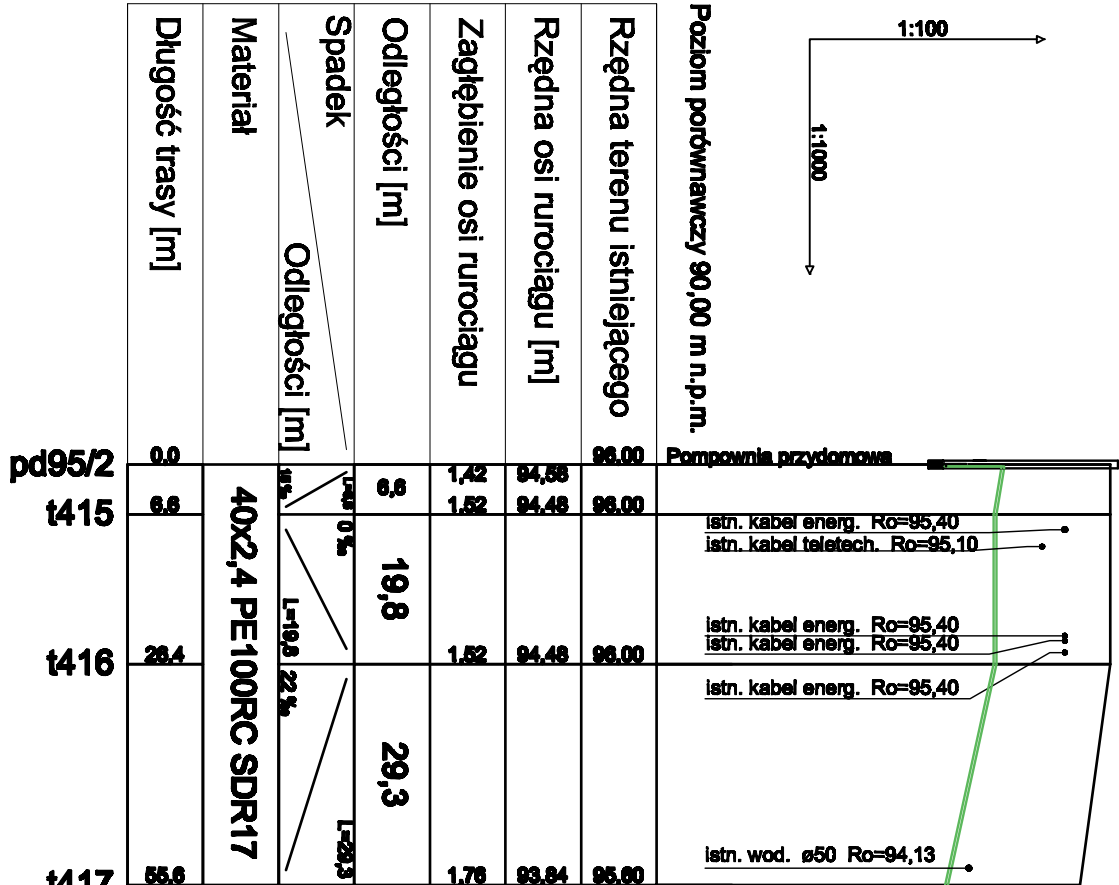 1:100
1:1000
Poziom porównawczy 90,00 m n.p.m.
Rzędna terenu istniejącego
Rzędna osi rurociągu [m]
Zagłębienie osi rurociągu
Odległości [m]
Spadek
Odległości [m]
Materiał
Długość trasy [m]
pd95/2
0.0
96.00
Pompownia przydomowa
1,42
94,58
6,6
L=6,6
t415
6.6
1.52
94.48
96.00
40x2,4 PE100RC SDR17
0 ‰
19,8
L=19,8
istn. kabel energ. Ro=95,40
istn. kabel teletech. Ro=95,10
istn. kabel energ. Ro=95,40
istn. kabel energ. Ro=95,40
t416
26.4
1.52
94.48
96.00
istn. kabel energ. Ro=95,40
22 ‰
29,3
L=29,3
istn. wod. ø50 Ro=94,13
t417
55.6
1.76
93.84
95.60